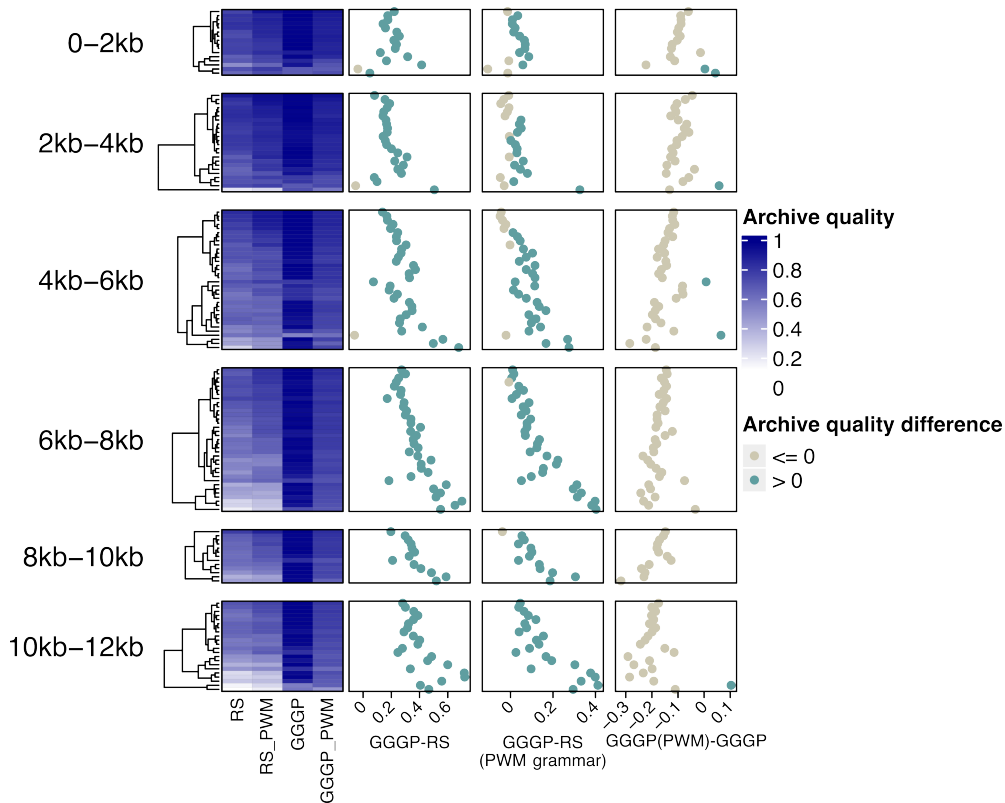 0−2kb
2kb−4kb
4kb−6kb
6kb−8kb
8kb−10kb
10kb−12kb
Archive quality
1
0.8
0.6
0.4
0.2
0
Archive quality difference
<= 0
> 0
RS
RS_PWM
GGGP
GGGP_PWM
0
0.2
0.4
0.6
GGGP-RS
0
0.2
0.4
GGGP-RS
(PWM grammar)
−0.3
−0.2
−0.1
0
0.1
GGGP(PWM)-GGGP